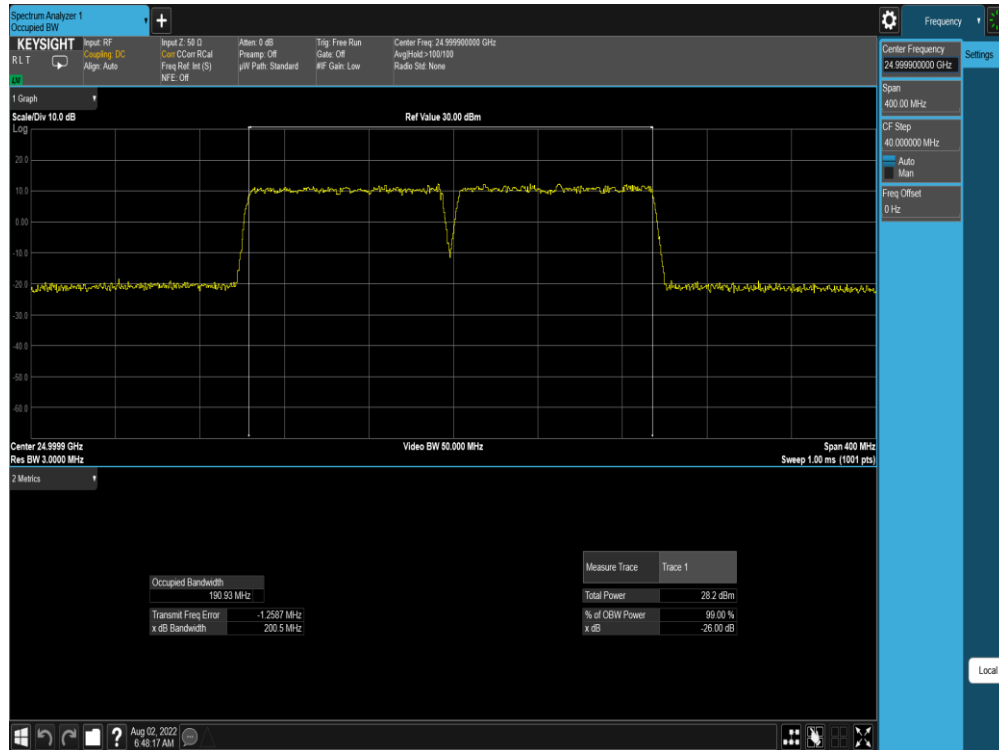 Spectrum Analyzer 1
Occupied BW
+
Frequency
KEYSIGHT
R L T
Input: RF
Coupling: DC
Align: Auto
Input Z: 50 Ω
Corr CCorr RCal
Freq Ref: Int (S)
NFE: Off
Atten: 0 dB
Preamp: Off
µW Path: Standard
Trig: Free Run
Gate: Off
#IF Gain: Low
Center Freq: 24.999900000 GHz
Avg|Hold:>100/100
Radio Std: None
Center Frequency
24.999900000 GHz
Settings
Span
400.00 MHz
CF Step
40.000000 MHz
Auto
Man
Freq Offset
0 Hz
1 Graph
Scale/Div 10.0 dB
Ref Value 30.00 dBm
Log
20.0
10.0
0.00
-10.0
-20.0
-30.0
-40.0
-50.0
-60.0
Center 24.9999 GHz
Video BW 50.000 MHz
Span 400 MHz
Res BW 3.0000 MHz
Sweep 1.00 ms (1001 pts)
2 Metrics
Measure Trace
Trace 1
Occupied Bandwidth
190.93 MHz
Total Power
28.2 dBm
Transmit Freq Error
-1.2587 MHz
% of OBW Power
99.00 %
x dB Bandwidth
200.5 MHz
x dB
-26.00 dB
Local
?
Aug 02, 2022
6:48:17 AM